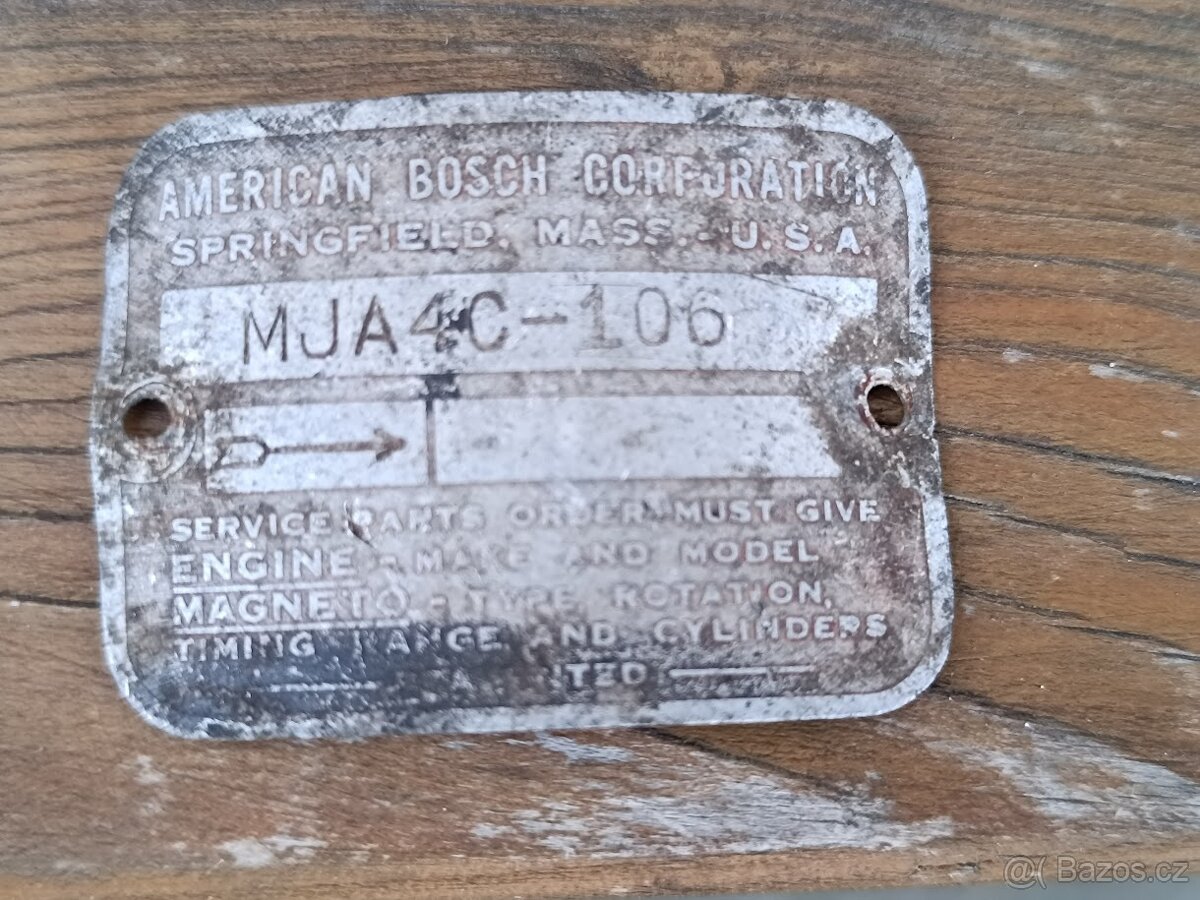 AMERICAN BOSCH CORPORATION
SPRINGFIELD, MASS. - U.S.A.
MJA4C-106
SERVICE PARTS ORDER MUST GIVE
ENGINE - MAKE AND MODEL
MAGNETO - TYPE, ROTATION,
TIMING RANGE AND CYLINDERS
Bazos.cz